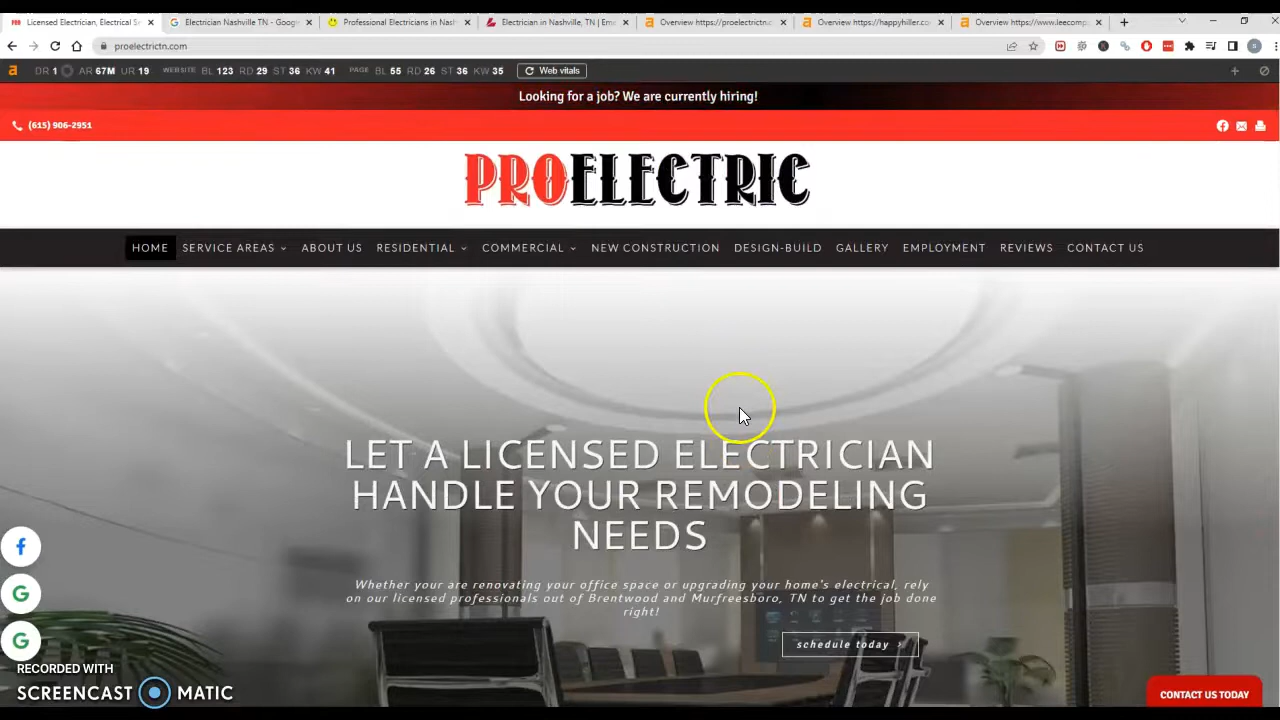 Licensed Electrician, Electrical S
Electrician Nashville TN - Goog
Professional Electricians in Nash
Electrician in Nashville, TN | Eme
Overview https://proelectrictn.c
Overview https://happyhiller.co
Overview https://www.leecomp
proelectrictn.com
DR 1 AR 67M UR 19 WEBSITE BL 123 RD 29 ST 36 KW 41 PAGE BL 55 RD 26 ST 36 KW 35 Web vitals
Looking for a job? We are currently hiring!
(615) 906-2951
PROELECTRIC
HOME SERVICE AREAS ABOUT US RESIDENTIAL COMMERCIAL NEW CONSTRUCTION DESIGN-BUILD GALLERY EMPLOYMENT REVIEWS CONTACT US
LET A LICENSED ELECTRICIAN
HANDLE YOUR REMODELING
NEEDS
Whether your are renovating your office space or upgrading your home's electrical, rely
on our licensed professionals out of Brentwood and Murfreesboro, TN to get the job done
right!
schedule today >
RECORDED WITH
SCREENCAST MATIC
CONTACT US TODAY